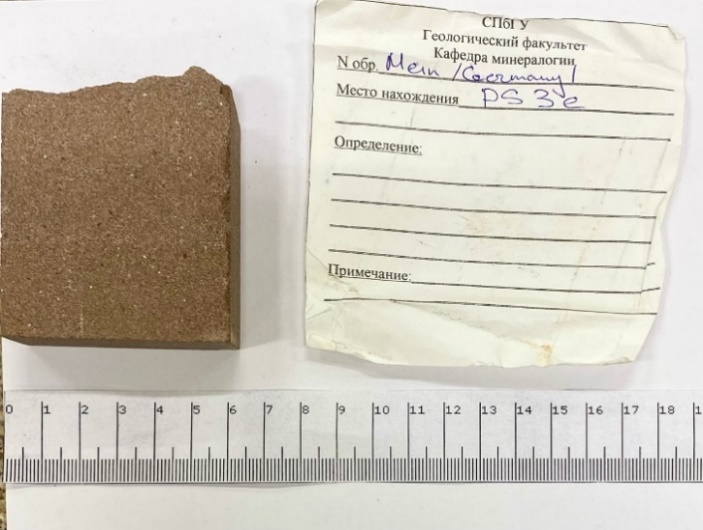 СПбГУ
Геологический факультет
Кафедра минералогии
N обр. Mein /Germany/
Место нахождения PS 3e
Определение:
Примечание:
0 1 2 3 4 5 6 7 8 9 10 11 12 13 14 15 16 17 18 1